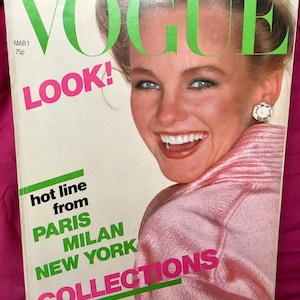 VOGUE
MAR 1
75p
LOOK!
hot line
from
PARIS
MILAN
NEW YORK
COLLECTIONS